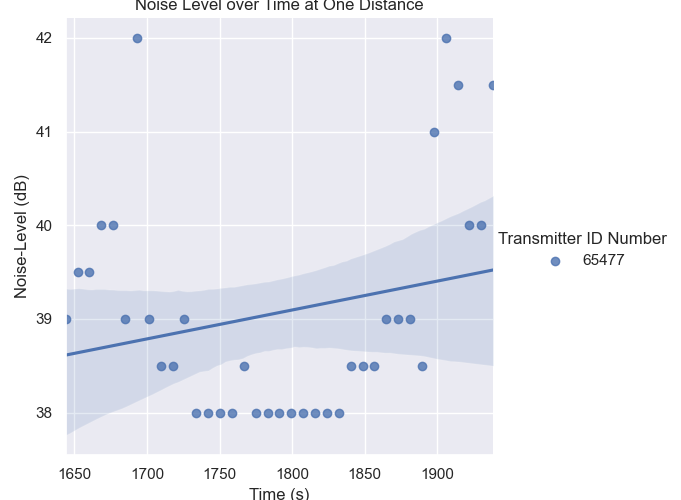 Noise Level over Time at One Distance
42
41
40
39
38
Noise-Level (dB)
1650 1700 1750 1800 1850 1900
Time (s)
Transmitter ID Number
65477